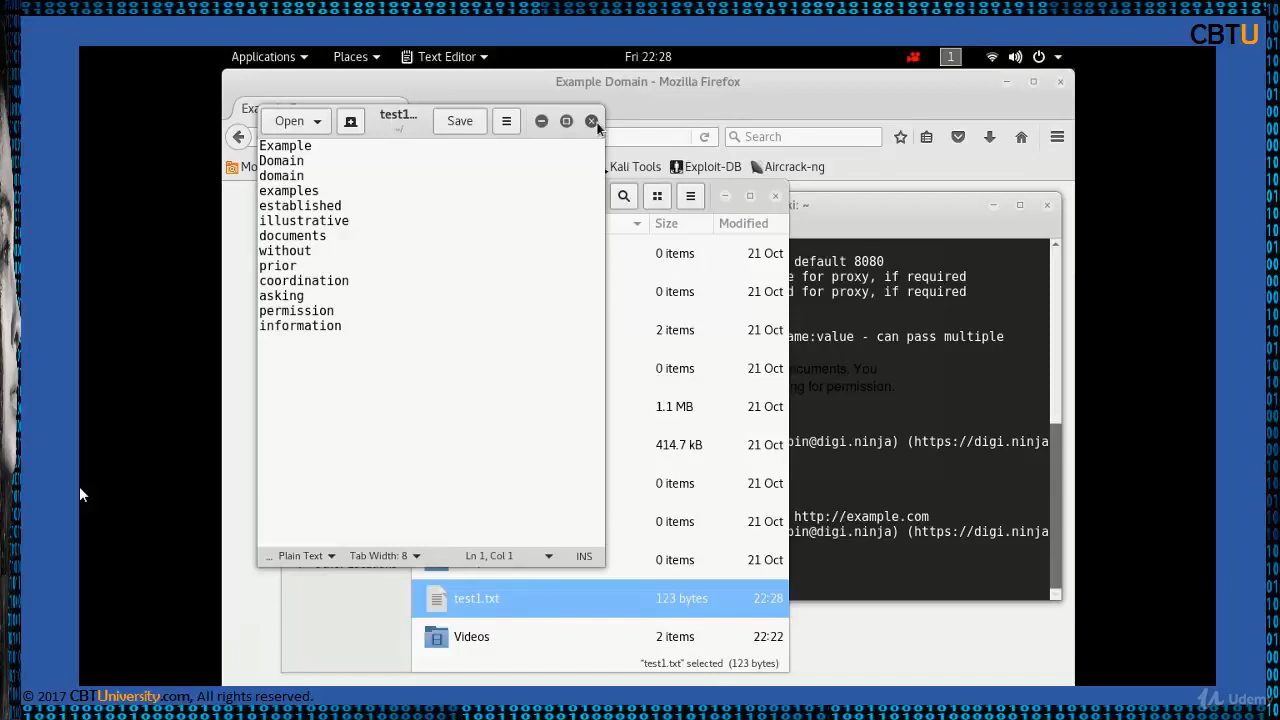 CBTU
Applications Places Text Editor Fri 22:28 1
Example Domain - Mozilla Firefox
Open test1... Save
~/
Search
Kali Tools Exploit-DB Aircrack-ng
Example
Domain
domain
examples
established
illustrative
documents
without
prior
coordination
asking
permission
information
... Plain Text Tab Width: 8 Ln 1, Col 1 INS
Size Modified
0 items 21 Oct
0 items 21 Oct
2 items 21 Oct
0 items 21 Oct
1.1 MB 21 Oct
414.7 kB 21 Oct
0 items 21 Oct
0 items 21 Oct
0 items 21 Oct
test1.txt 123 bytes 22:28
Videos 2 items 22:22
"test1.txt" selected (123 bytes)
ki: ~
default 8080
e for proxy, if required
d for proxy, if required
ame:value - can pass multiple
ocuments. You
ng for permission.
bin@digi.ninja) (https://digi.ninja
http://example.com
bin@digi.ninja) (https://digi.ninja
© 2017 CBTUniversity.com, All rights reserved.
Udem